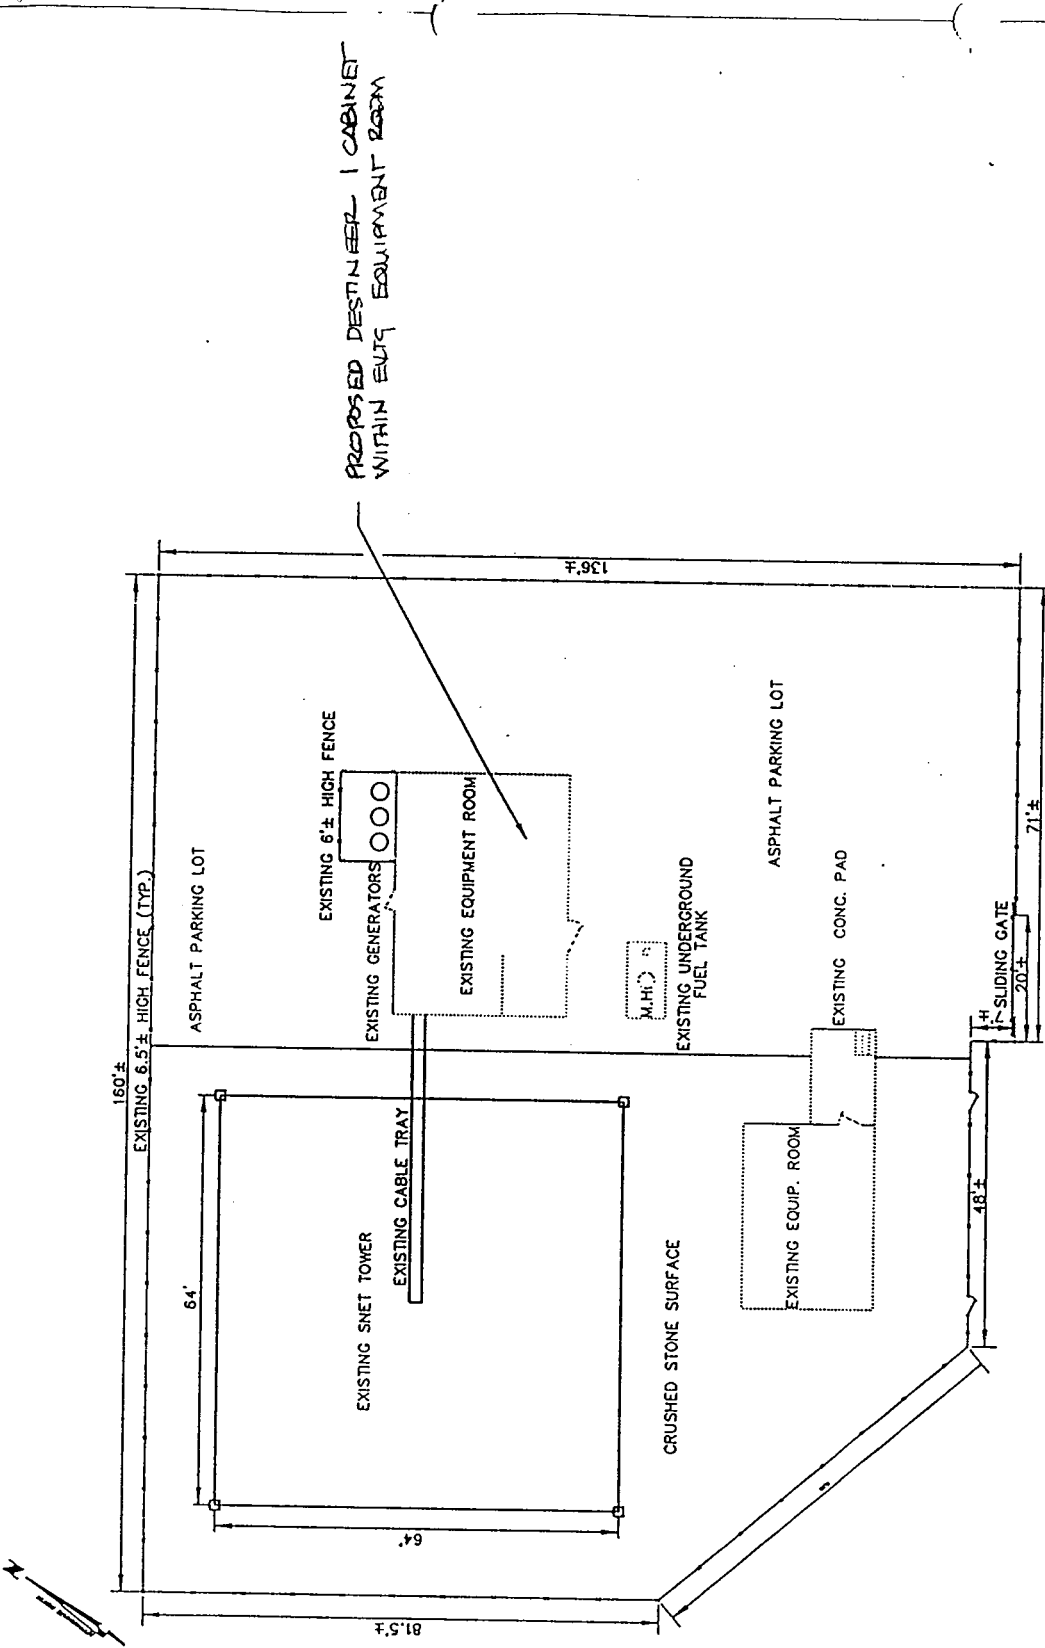 PROPOSED DESTINEER 1 CABINET
WITHIN EXTG EQUIPMENT ROOM
160'±
EXISTING 6.5'± HIGH FENCE (TYP.)
136'±
ASPHALT PARKING LOT
EXISTING 6'± HIGH FENCE
EXISTING GENERATORS
EXISTING EQUIPMENT ROOM
64'
EXISTING SNET TOWER
EXISTING CABLE TRAY
64'
81.5'±
M.H.
EXISTING UNDERGROUND
FUEL TANK
ASPHALT PARKING LOT
EXISTING CONC. PAD
EXISTING EQUIP. ROOM
CRUSHED STONE SURFACE
SLIDING GATE
20'±
71'±
48'±
N